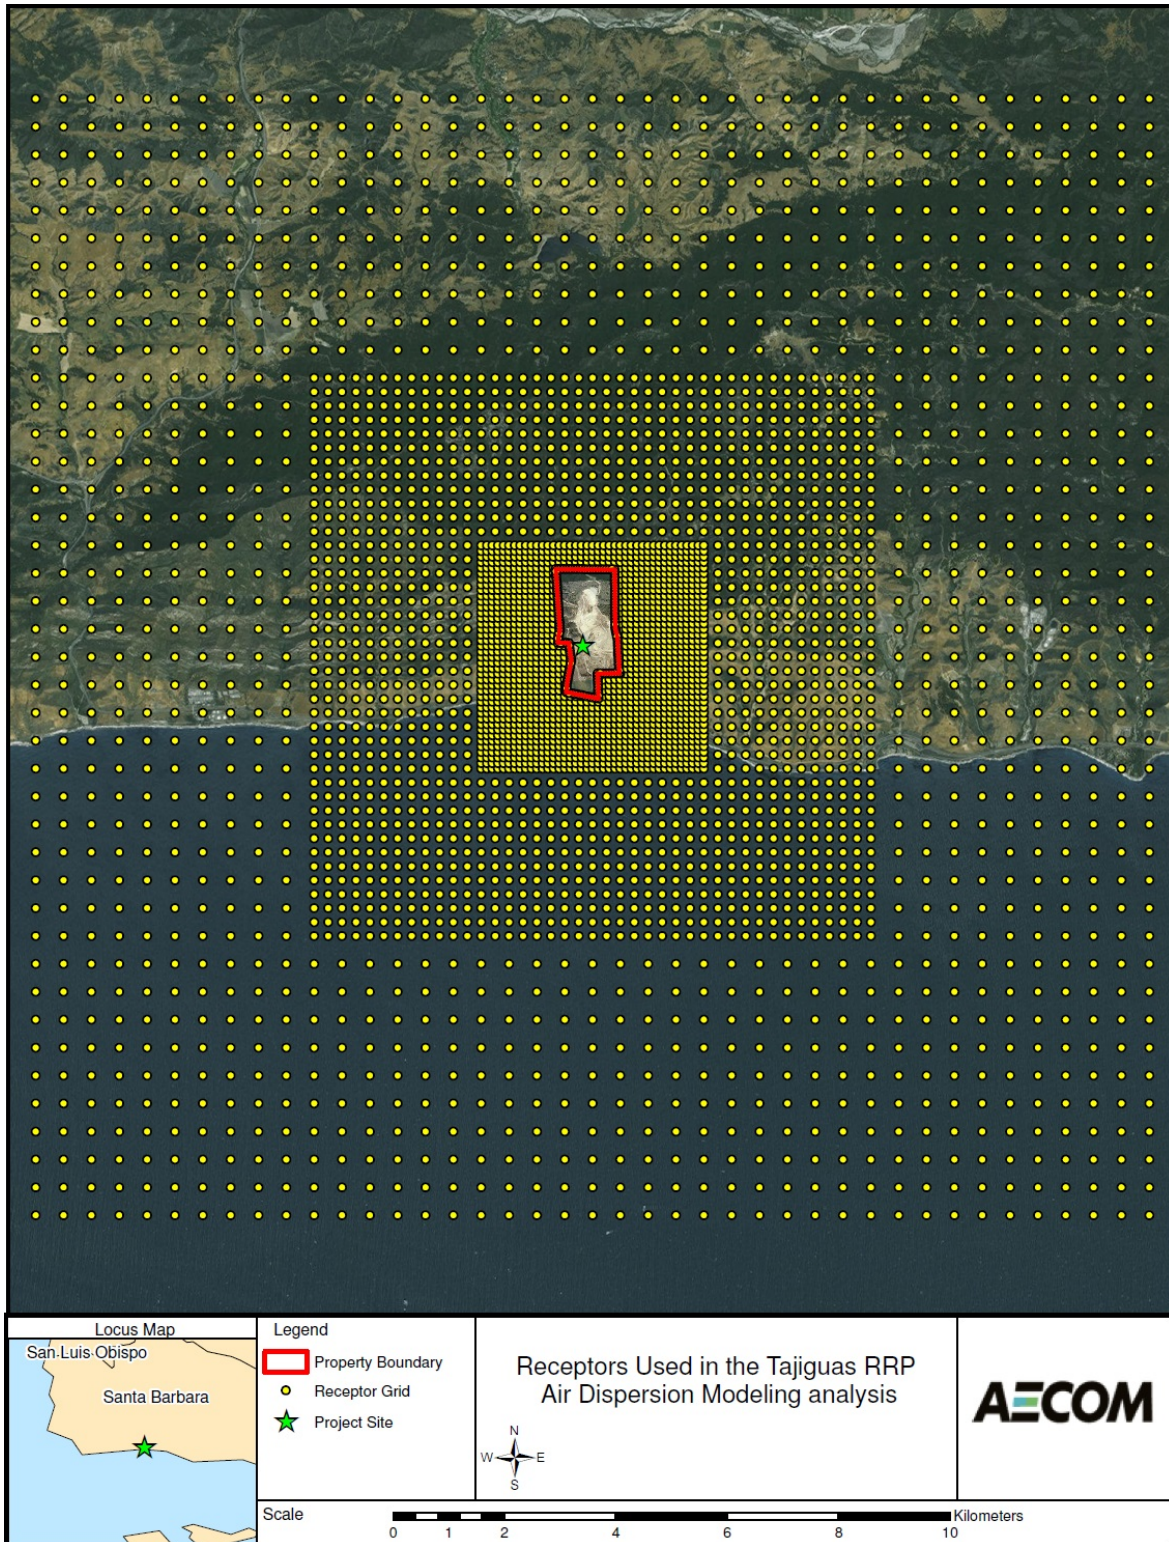 Locus Map
San Luis Obispo
Santa Barbara
Legend
Property Boundary
Receptor Grid
Project Site
Receptors Used in the Tajiguas RRP
Air Dispersion Modeling analysis
N
W E
S
AECOM
Scale
Kilometers
0 1 2 4 6 8 10